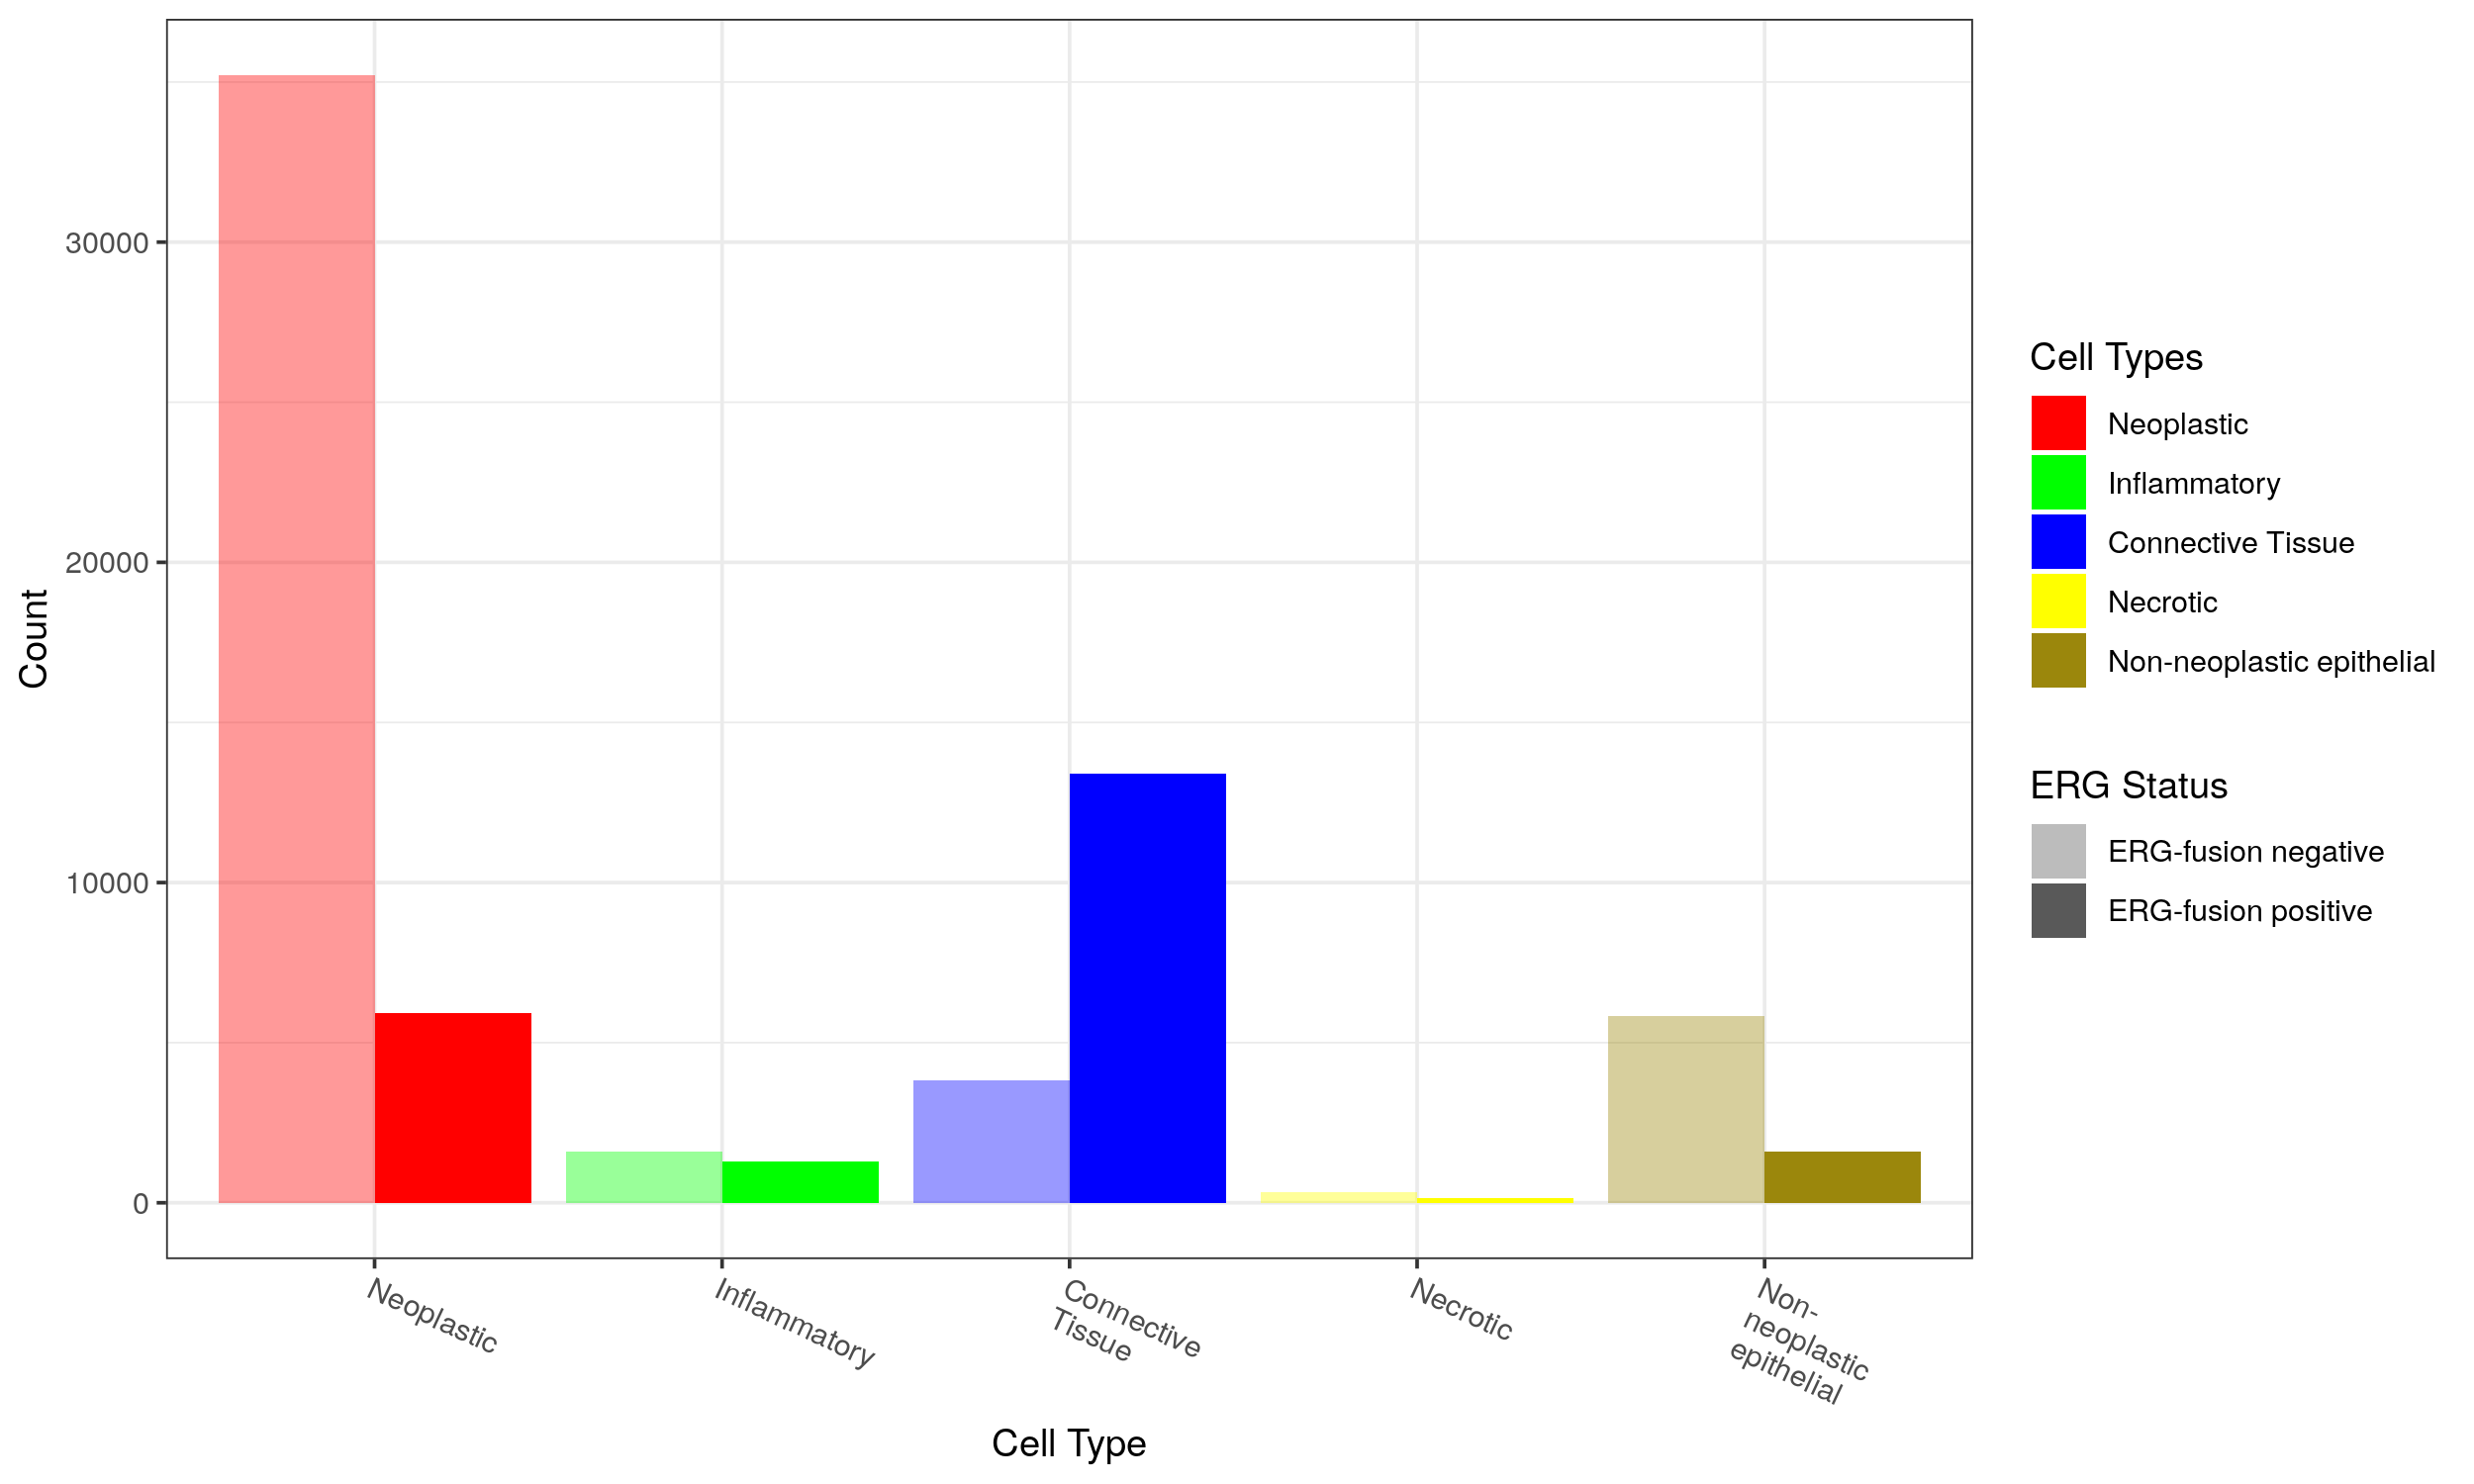 Count
30000
20000
10000
0
Neoplastic
Inflammatory
Connective
Tissue
Necrotic
Non-
neoplastic
epithelial
Cell Type
Cell Types
Neoplastic
Inflammatory
Connective Tissue
Necrotic
Non-neoplastic epithelial
ERG Status
ERG-fusion negative
ERG-fusion positive